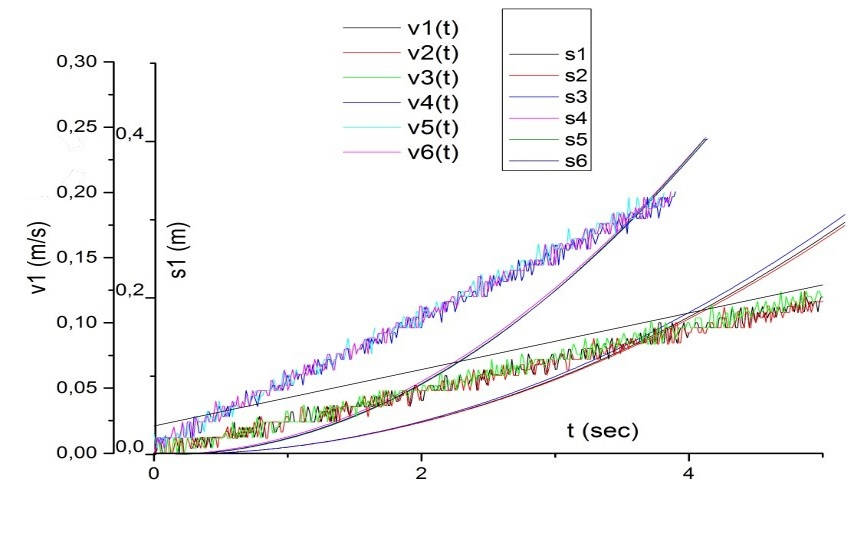 v1(t)
v2(t)
v3(t)
v4(t)
v5(t)
v6(t)
s1
s2
s3
s4
s5
s6
0,30
0,25
0,20
0,15
0,10
0,05
0,00
v1 (m/s)
0,4
0,2
0,0
s1 (m)
t (sec)
0
2
4